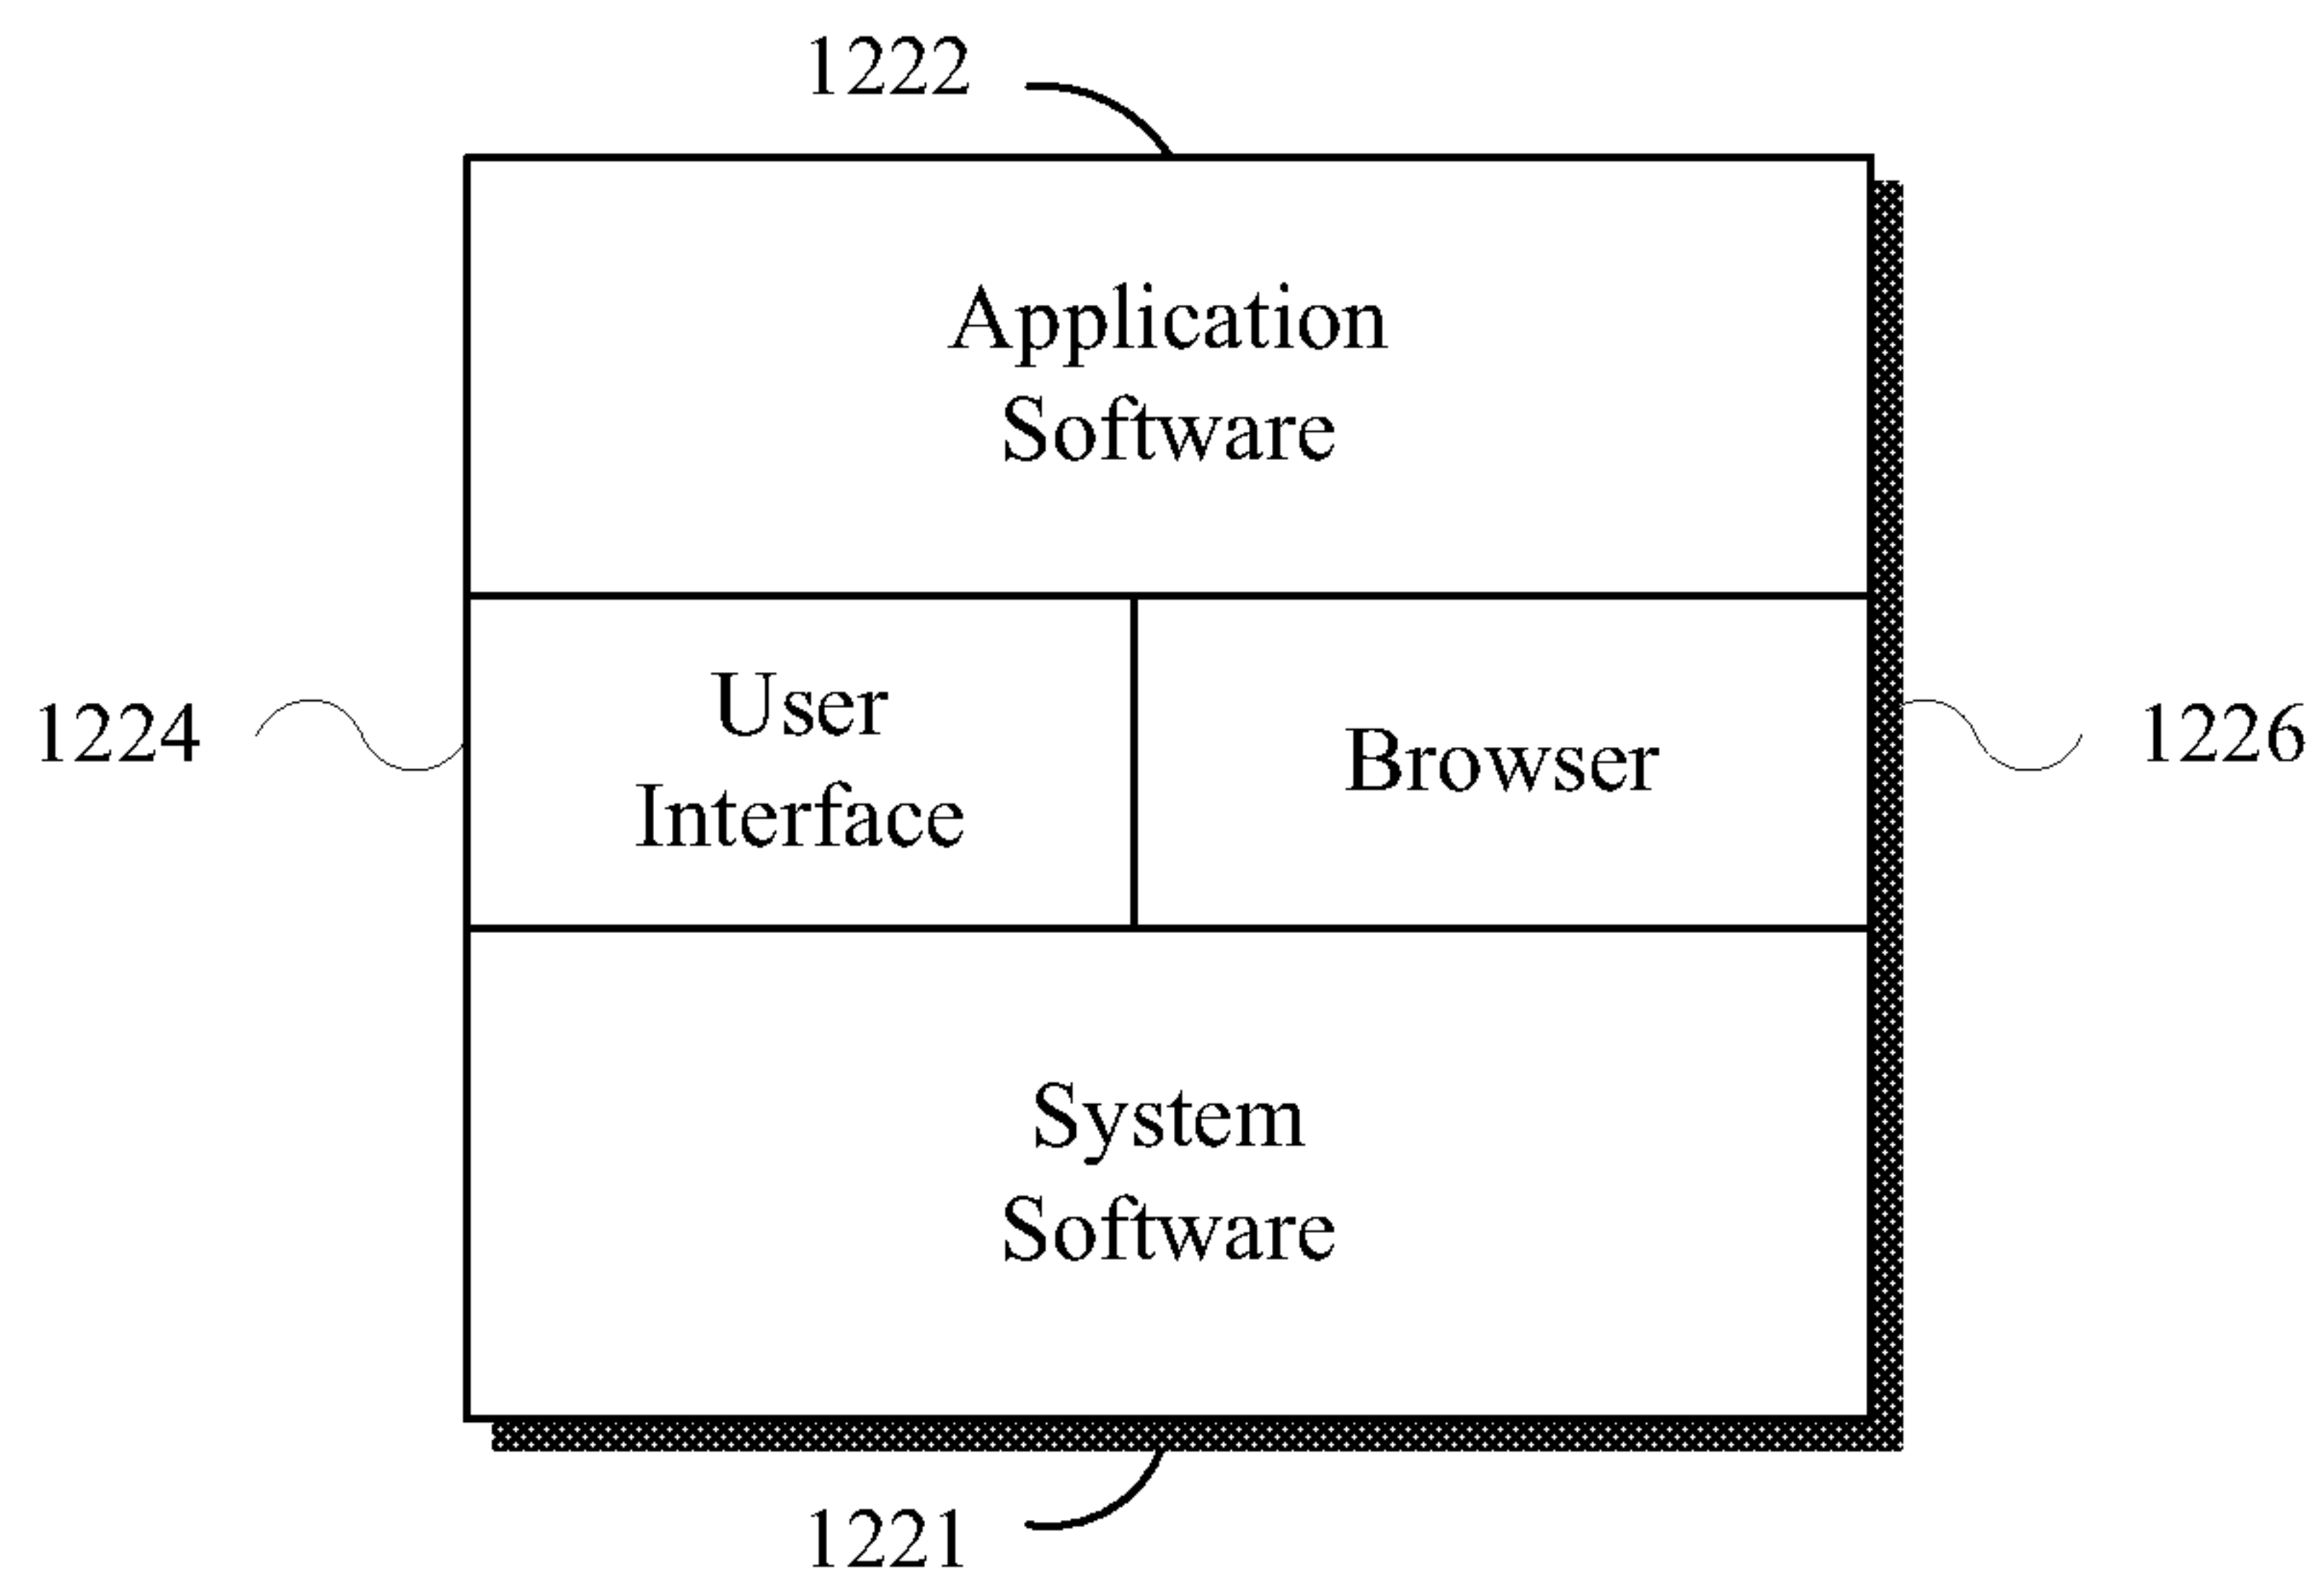 1222
Application
Software
User
Interface
Browser
1224
1226
System
Software
1221